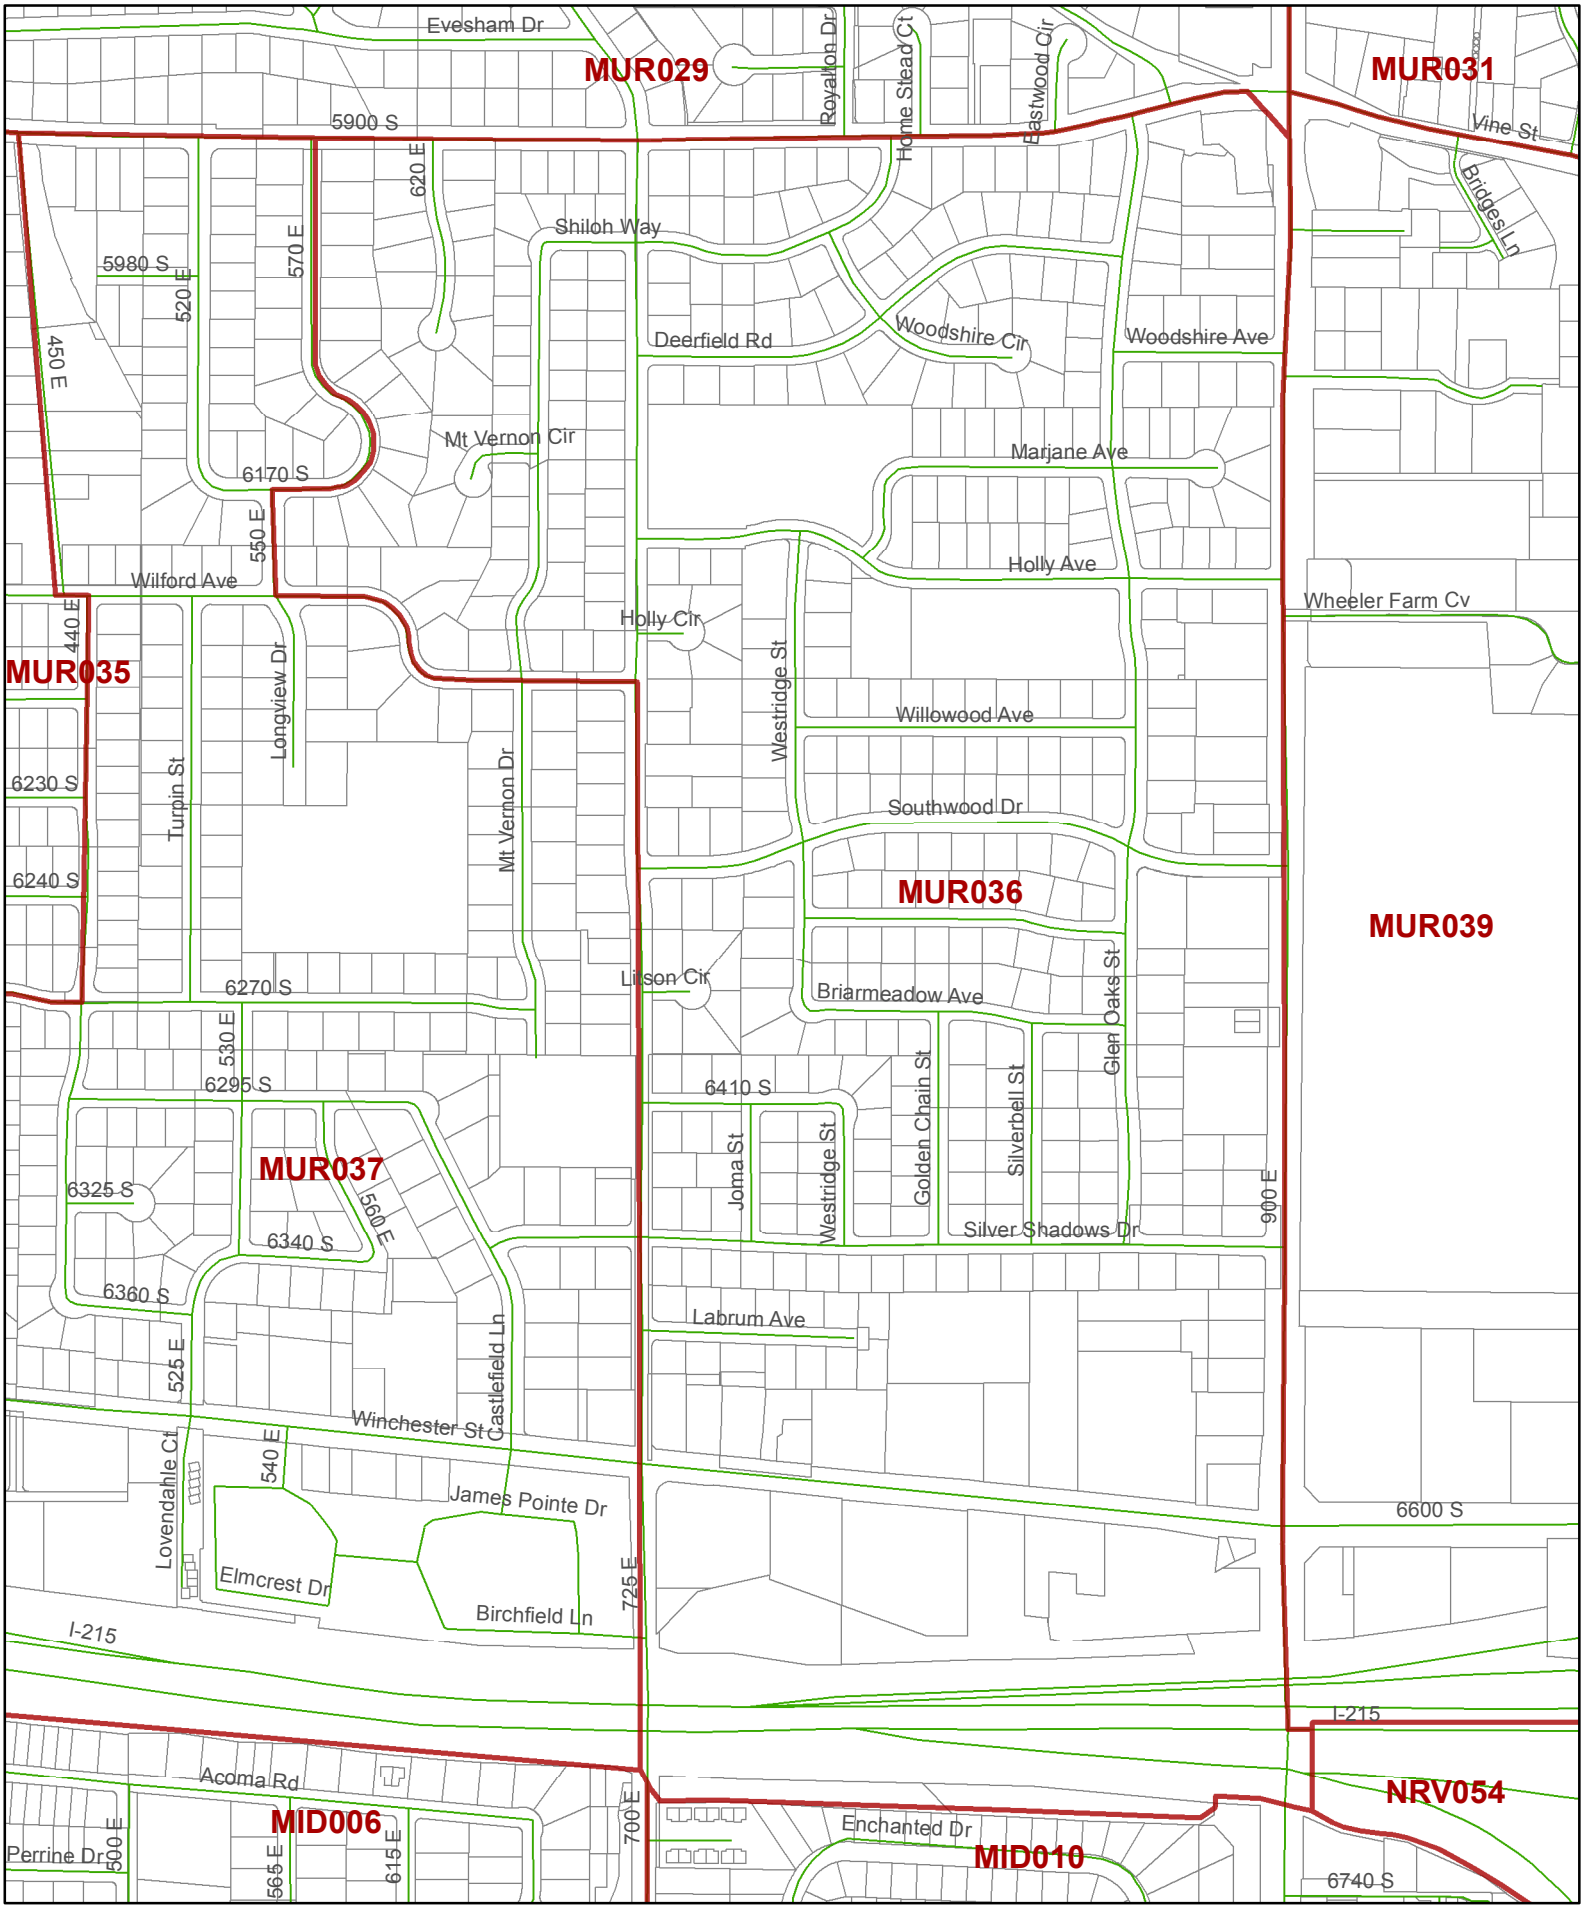 Evesham Dr
MUR029
Royalton Dr
Home Stead Ct
Eastwood Cir
MUR031
5900 S
Vine St
620 E
Bridges Ln
570 E
Shiloh Way
5980 S
520 E
450 E
Deerfield Rd
Woodshire Cir
Woodshire Ave
Mt Vernon Cir
Marjane Ave
6170 S
550 E
Wilford Ave
Holly Ave
440 E
Holly Cir
Wheeler Farm Cv
MUR035
Longview Dr
Westridge St
Willowood Ave
6230 S
Turpin St
Mt Vernon Dr
Southwood Dr
6240 S
MUR036
MUR039
6270 S
Litson Cir
Briarmeadow Ave
Glen Oaks St
530 E
6295 S
6410 S
Golden Chain St
Silverbell St
MUR037
Joma St
Westridge St
6325 S
560 E
900 E
6340 S
Silver Shadows Dr
6360 S
Labrum Ave
525 E
Castlefield Ln
Winchester St
Lovendahle Ct
540 E
James Pointe Dr
6600 S
Elmcrest Dr
725 E
Birchfield Ln
I-215
I-215
Acoma Rd
NRV054
MID006
700 E
Enchanted Dr
500 E
565 E
615 E
Perrine Dr
MID010
6740 S